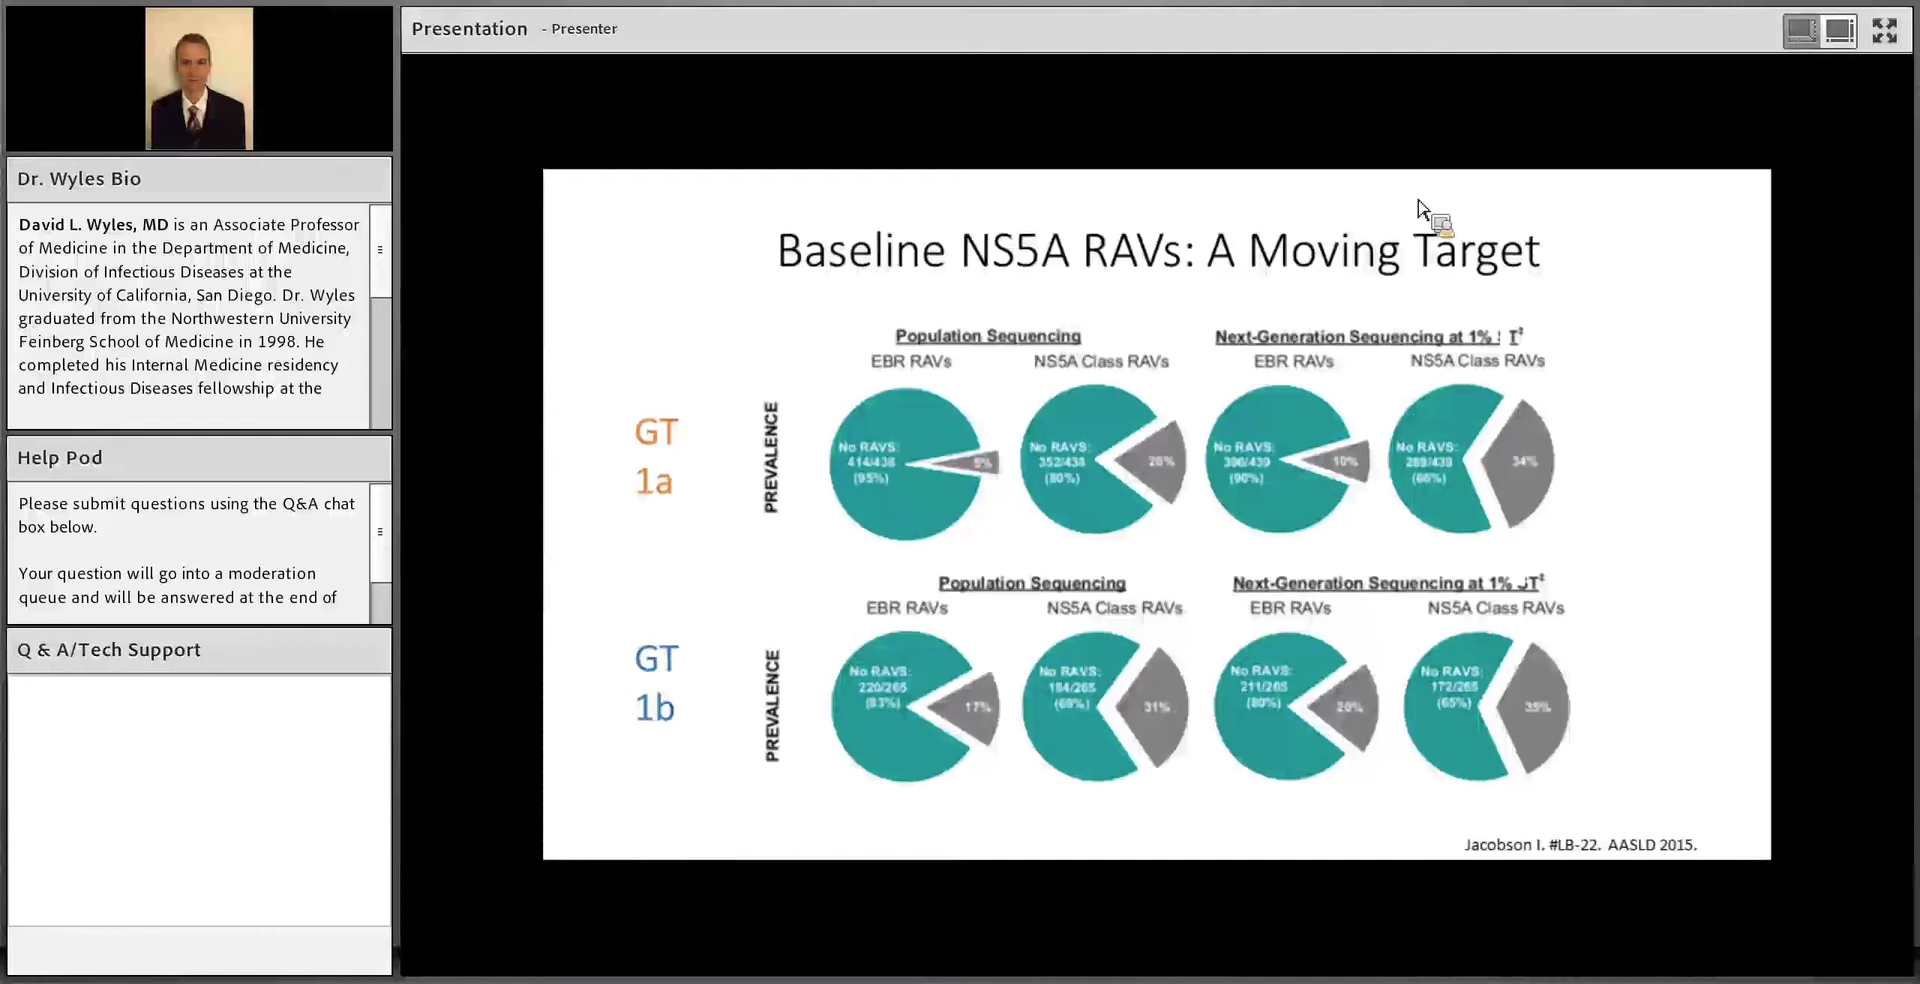 Presentation - Presenter
Dr. Wyles Bio
David L. Wyles, MD is an Associate Professor
of Medicine in the Department of Medicine,
Division of Infectious Diseases at the
University of California, San Diego. Dr. Wyles
graduated from the Northwestern University
Feinberg School of Medicine in 1998. He
completed his Internal Medicine residency
and Infectious Diseases fellowship at the
Help Pod
Please submit questions using the Q&A chat
box below.
Your question will go into a moderation
queue and will be answered at the end of
Q & A/Tech Support
Baseline NS5A RAVs: A Moving Target
Population Sequencing
Next-Generation Sequencing at 1%
EBR RAVs
NS5A Class RAVs
EBR RAVs
NS5A Class RAVs
GT
1a
PREVALENCE
No RAVS:
414/438
(95%)
5%
No RAVS:
352/438
(80%)
20%
No RAVS:
396/439
(90%)
10%
No RAVS:
289/439
(66%)
34%
Population Sequencing
Next-Generation Sequencing at 1%
EBR RAVs
NS5A Class RAVs
EBR RAVs
NS5A Class RAVs
GT
1b
PREVALENCE
No RAVS:
220/265
(83%)
17%
No RAVS:
184/265
(69%)
31%
No RAVS:
211/265
(80%)
20%
No RAVS:
172/265
(65%)
35%
Jacobson I. #LB-22. AASLD 2015.